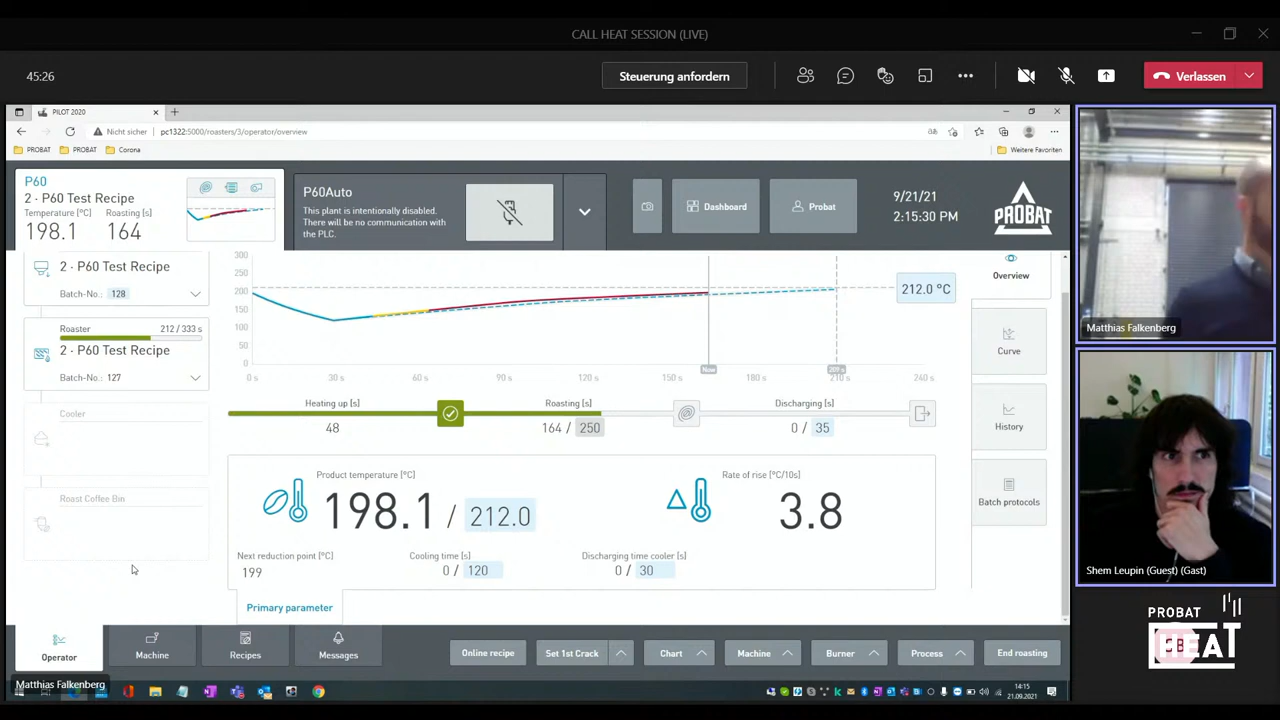 CALL HEAT SESSION (LIVE)
45:26
Steuerung anfordern
Verlassen
PILOT 2020
Nicht sicher
pc1322:5000/roasters/3/operator/overview
PROBAT
PROBAT
Corona
Weitere Favoriten
P60
2 - P60 Test Recipe
Temperature [°C]
Roasting [s]
198.1
164
P60Auto
This plant is intentionally disabled.
There will be no communication with
the PLC.
Dashboard
Probat
9/21/21
2:15:30 PM
PROBAT
2 - P60 Test Recipe
Batch-No.: 128
Roaster
212 / 333 s
2 - P60 Test Recipe
Batch-No.: 127
Cooler
Roast Coffee Bin
300
250
200
150
100
50
0
212.0 °C
Now
209 s
0 s
30 s
60 s
90 s
120 s
150 s
180 s
210 s
240 s
Heating up [s]
48
Roasting [s]
164 / 250
Discharging [s]
0 / 35
Product temperature [°C]
198.1 / 212.0
Rate of rise [°C/10s]
3.8
Next reduction point [°C]
199
Cooling time [s]
0 / 120
Discharging time cooler [s]
0 / 30
Primary parameter
Overview
Curve
History
Batch protocols
Operator
Machine
Recipes
Messages
Online recipe
Set 1st Crack
Chart
Machine
Burner
Process
End roasting
Matthias Falkenberg
14:15
21.09.2021
Matthias Falkenberg
Shem Leupin (Guest) (Gast)
PROBAT
HEAT